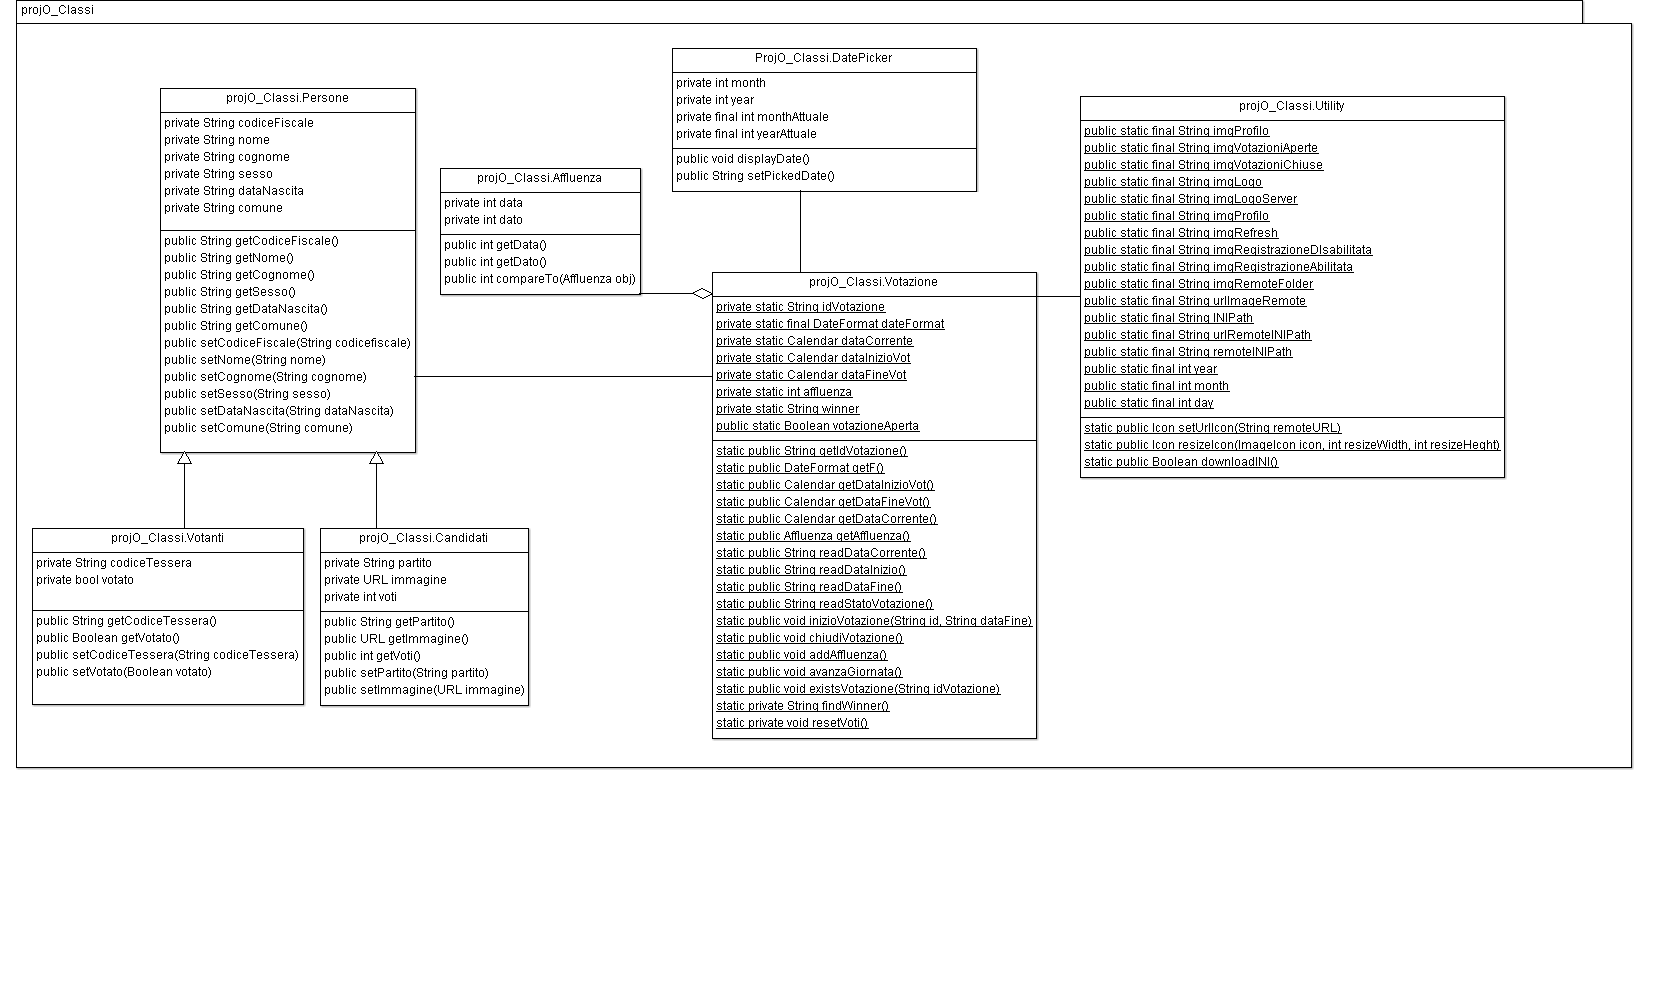 projO_Classi
projO_Classi.Persone
private String codiceFiscale
private String nome
private String cognome
private String sesso
private String dataNascita
private String comune
public String getCodiceFiscale()
public String getNome()
public String getCognome()
public String getSesso()
public String getDataNascita()
public String getComune()
public setCodiceFiscale(String codicefiscale)
public setNome(String nome)
public setCognome(String cognome)
public setSesso(String sesso)
public setDataNascita(String dataNascita)
public setComune(String comune)
projO_Classi.Affluenza
private int data
private int dato
public int getData()
public int getDato()
public int compareTo(Affluenza obj)
ProjO_Classi.DatePicker
private int month
private int year
private final int monthAttuale
private final int yearAttuale
public void displayDate()
public String setPickedDate()
projO_Classi.Utility
public static final String imgProfilo
public static final String imgVotazioniAperte
public static final String imgVotazioniChiuse
public static final String imgLogo
public static final String imgLogoServer
public static final String imgProfilo
public static final String imgRefresh
public static final String imgRegistrazioneDIsabilitata
public static final String imgRegistrazioneAbilitata
public static final String imgRemoteFolder
public static final String urlImageRemote
public static final String INIPath
public static final String urlRemoteINIPath
public static final String remoteINIPath
public static final int year
public static final int month
public static final int day
static public Icon setUrlIcon(String remoteURL)
static public Icon resizeIcon(ImageIcon icon, int resizeWidth, int resizeHeght)
static public Boolean downloadINI()
projO_Classi.Votazione
private static String idVotazione
private static final DateFormat dateFormat
private static Calendar dataCorrente
private static Calendar dataInizioVot
private static Calendar dataFineVot
private static int affluenza
private static String winner
public static Boolean votazioneAperta
static public String getIdVotazione()
static public DateFormat getF()
static public Calendar getDataInizioVot()
static public Calendar getDataFineVot()
static public Calendar getDataCorrente()
static public Affluenza getAffluenza()
static public String readDataCorrente()
static public String readDataInizio()
static public String readDataFine()
static public String readStatoVotazione()
static public void inizioVotazione(String id, String dataFine)
static public void chiudiVotazione()
static public void addAffluenza()
static public void avanzaGiornata()
static public void existsVotazione(String idVotazione)
static private String findWinner()
static private void resetVoti()
projO_Classi.Votanti
private String codiceTessera
private bool votato
public String getCodiceTessera()
public Boolean getVotato()
public setCodiceTessera(String codiceTessera)
public setVotato(Boolean votato)
projO_Classi.Candidati
private String partito
private URL immagine
private int voti
public String getPartito()
public URL getImmagine()
public int getVoti()
public setPartito(String partito)
public setImmagine(URL immagine)